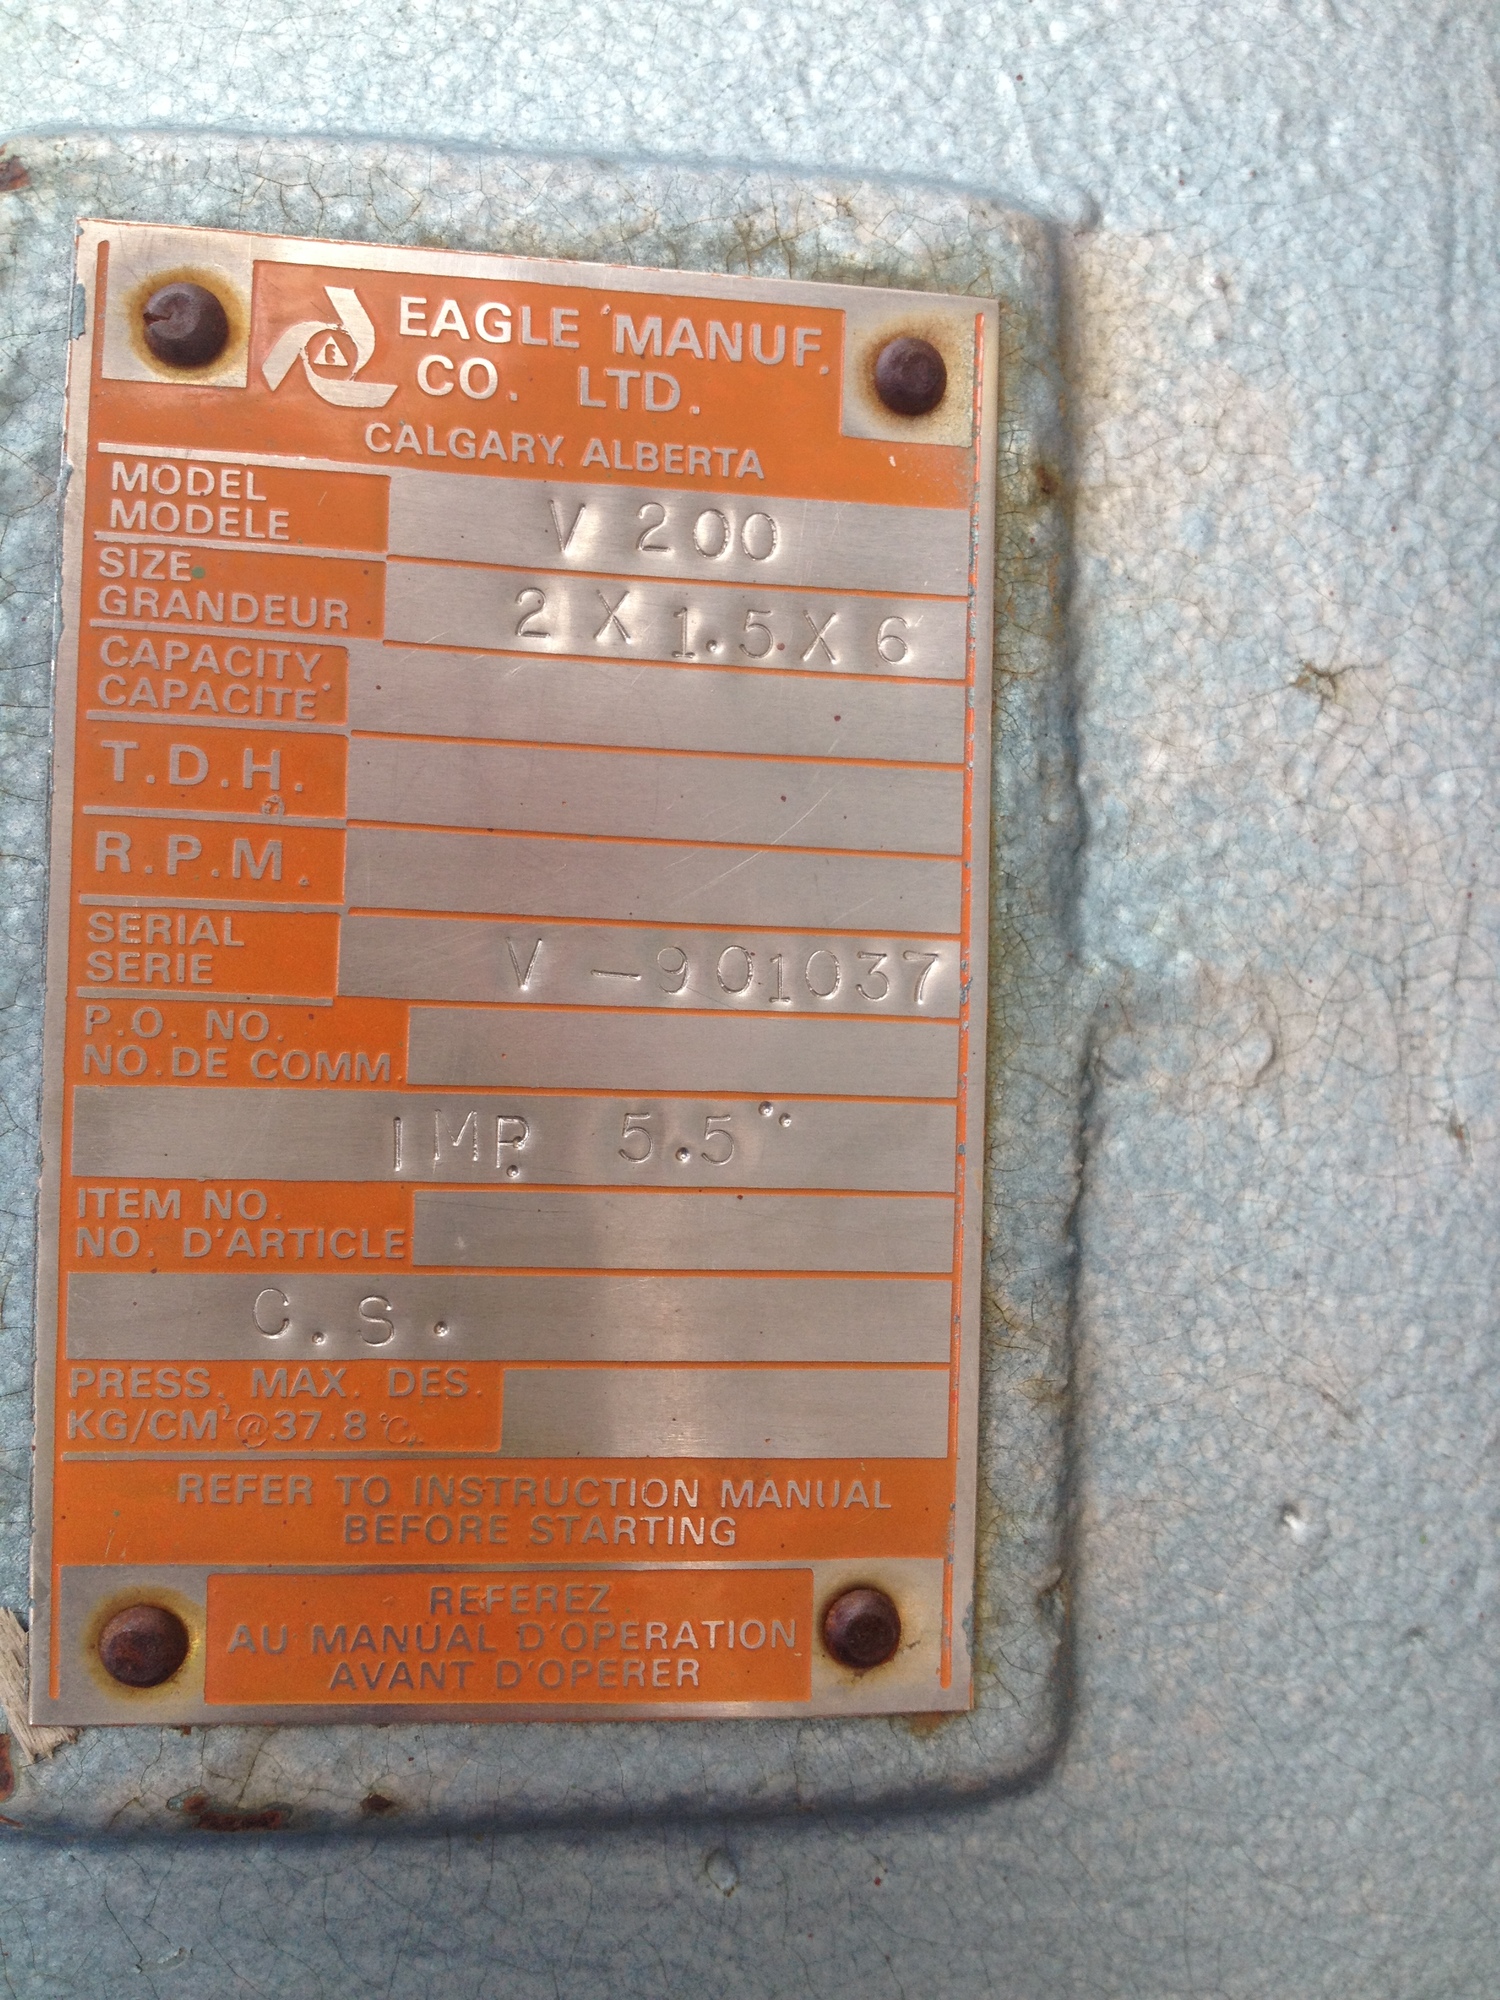 EAGLE MANUF.
CO. LTD.
CALGARY, ALBERTA
MODEL
MODELE
V 200
SIZE
GRANDEUR
2 X 1.5 X 6
CAPACITY
CAPACITE
T.D.H.
R.P.M.
SERIAL
SERIE
V -901037
P.O. NO.
NO.DE COMM.
IMP. 5.5"
ITEM NO.
NO. D'ARTICLE
C.S.
PRESS. MAX. DES.
KG/CM²@37.8°C.
REFER TO INSTRUCTION MANUAL
BEFORE STARTING
REFEREZ
AU MANUAL D'OPERATION
AVANT D'OPERER